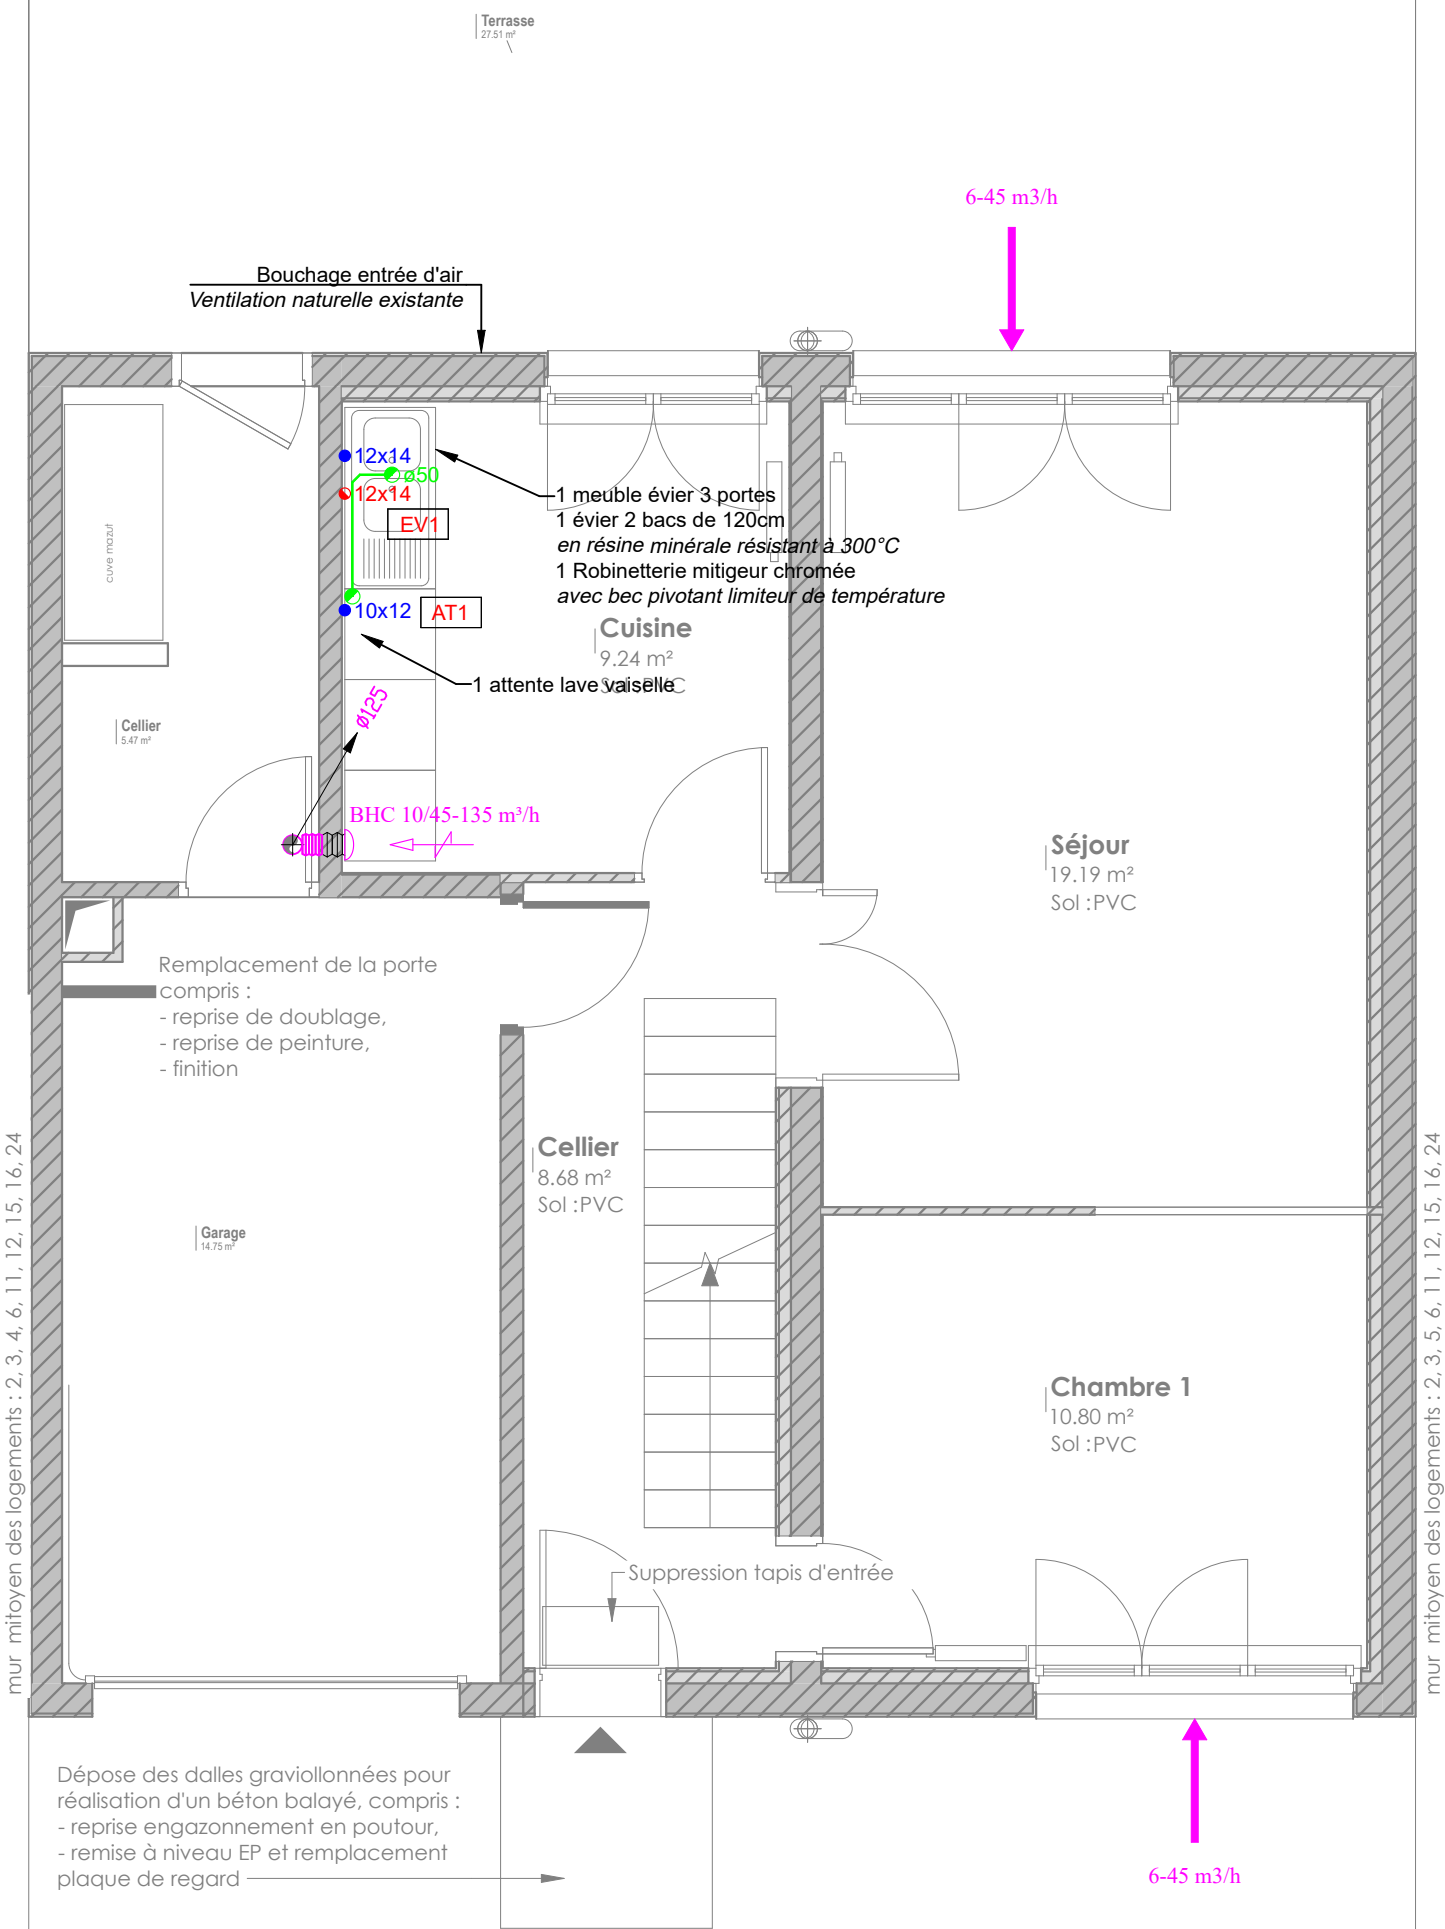 Terrasse
27.51 m²
6-45 m3/h
Bouchage entrée d'air
Ventilation naturelle existante
12x14
ø50
12x14
EV1
1 meuble évier 3 portes
1 évier 2 bacs de 120cm
en résine minérale résistant à 300°C
1 Robinetterie mitigeur chromée
avec bec pivotant limiteur de température
cuve mazut
10x12
AT1
Cuisine
9.24 m²
Sol :PVC
1 attente lave vaiselle
ø125
Cellier
5.47 m²
BHC 10/45-135 m³/h
Séjour
19.19 m²
Sol :PVC
Remplacement de la porte
compris :
- reprise de doublage,
- reprise de peinture,
- finition
Cellier
8.68 m²
Sol :PVC
Garage
14.75 m²
mur mitoyen des logements : 2, 3, 4, 6, 11, 12, 15, 16, 24
mur mitoyen des logements : 2, 3, 5, 6, 11, 12, 15, 16, 24
Chambre 1
10.80 m²
Sol :PVC
Suppression tapis d'entrée
Dépose des dalles graviollonnées pour
réalisation d'un béton balayé, compris :
- reprise engazonnement en poutour,
- remise à niveau EP et remplacement
plaque de regard
6-45 m3/h